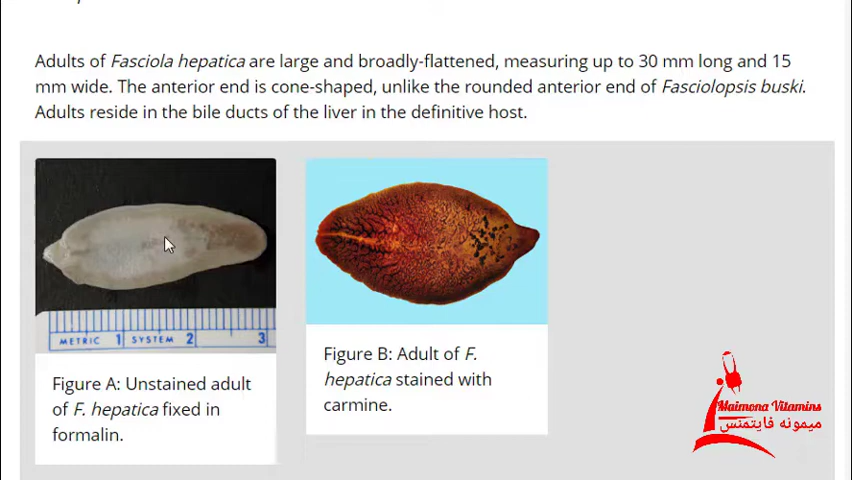 Adults of Fasciola hepatica are large and broadly-flattened, measuring up to 30 mm long and 15
mm wide. The anterior end is cone-shaped, unlike the rounded anterior end of Fasciolopsis buski.
Adults reside in the bile ducts of the liver in the definitive host.
METRIC 1 SYSTEM 2 3
Figure A: Unstained adult
of F. hepatica fixed in
formalin.
Figure B: Adult of F.
hepatica stained with
carmine.
Maimona Vitamins
ميمونه فايتمنس